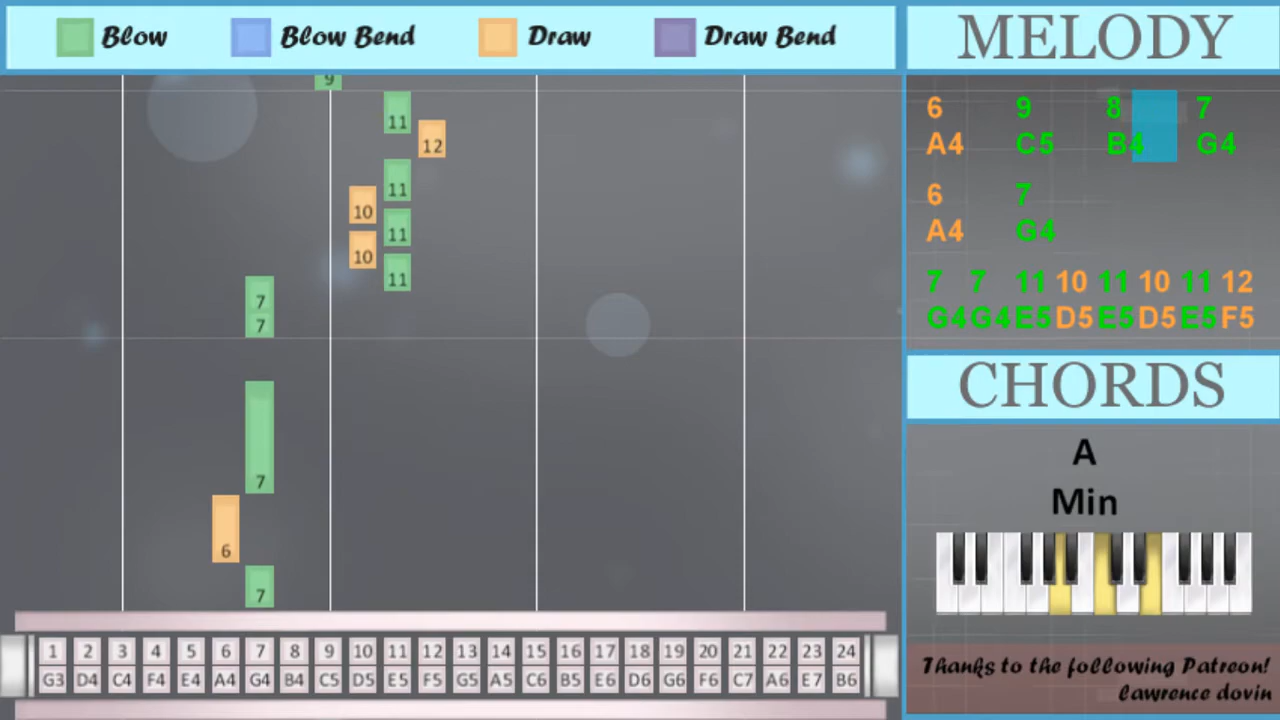 Blow Blow Bend Draw Draw Bend
MELODY
6 9 8 7
A4 C5 B4 G4
6 7
A4 G4
7 7 11 10 11 10 11 12
G4 G4 E5 D5 E5 D5 E5 F5
CHORDS
A
Min
9
11
12
11
10
11
10
11
7
7
7
6
7
1 2 3 4 5 6 7 8 9 10 11 12 13 14 15 16 17 18 19 20 21 22 23 24
G3 D4 C4 F4 E4 A4 G4 B4 C5 D5 E5 F5 G5 A5 C6 B5 E6 D6 G6 F6 C7 A6 E7 B6
Thanks to the following Patreon!
lawrence dovin